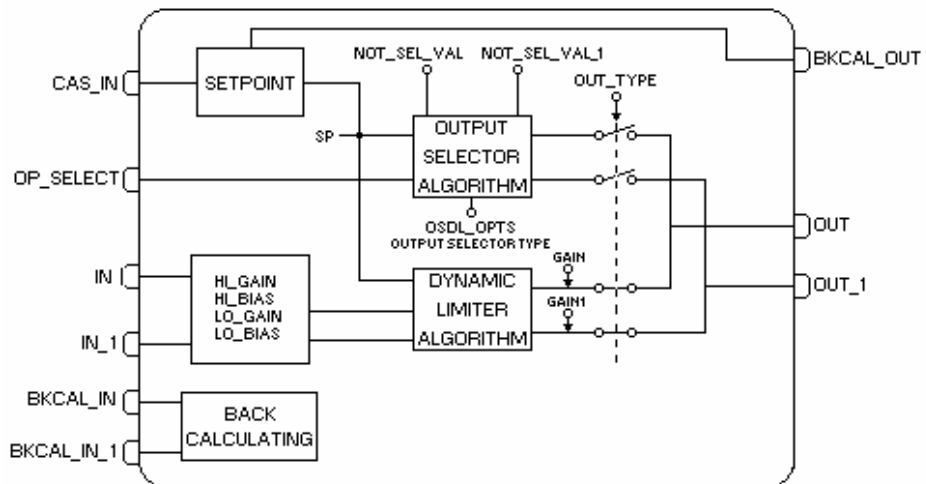 NOT_SEL_VAL
NOT_SEL_VAL_1
BKCAL_OUT
CAS_IN
SETPOINT
OUT_TYPE
SP
OUTPUT
SELECTOR
ALGORITHM
OP_SELECT
OSDL_OPTS
OUTPUT SELECTOR TYPE
OUT
IN
HI_GAIN
HI_BIAS
LO_GAIN
LO_BIAS
DYNAMIC
LIMITER
ALGORITHM
GAIN
GAIN1
OUT_1
IN_1
BKCAL_IN
BACK
CALCULATING
BKCAL_IN_1